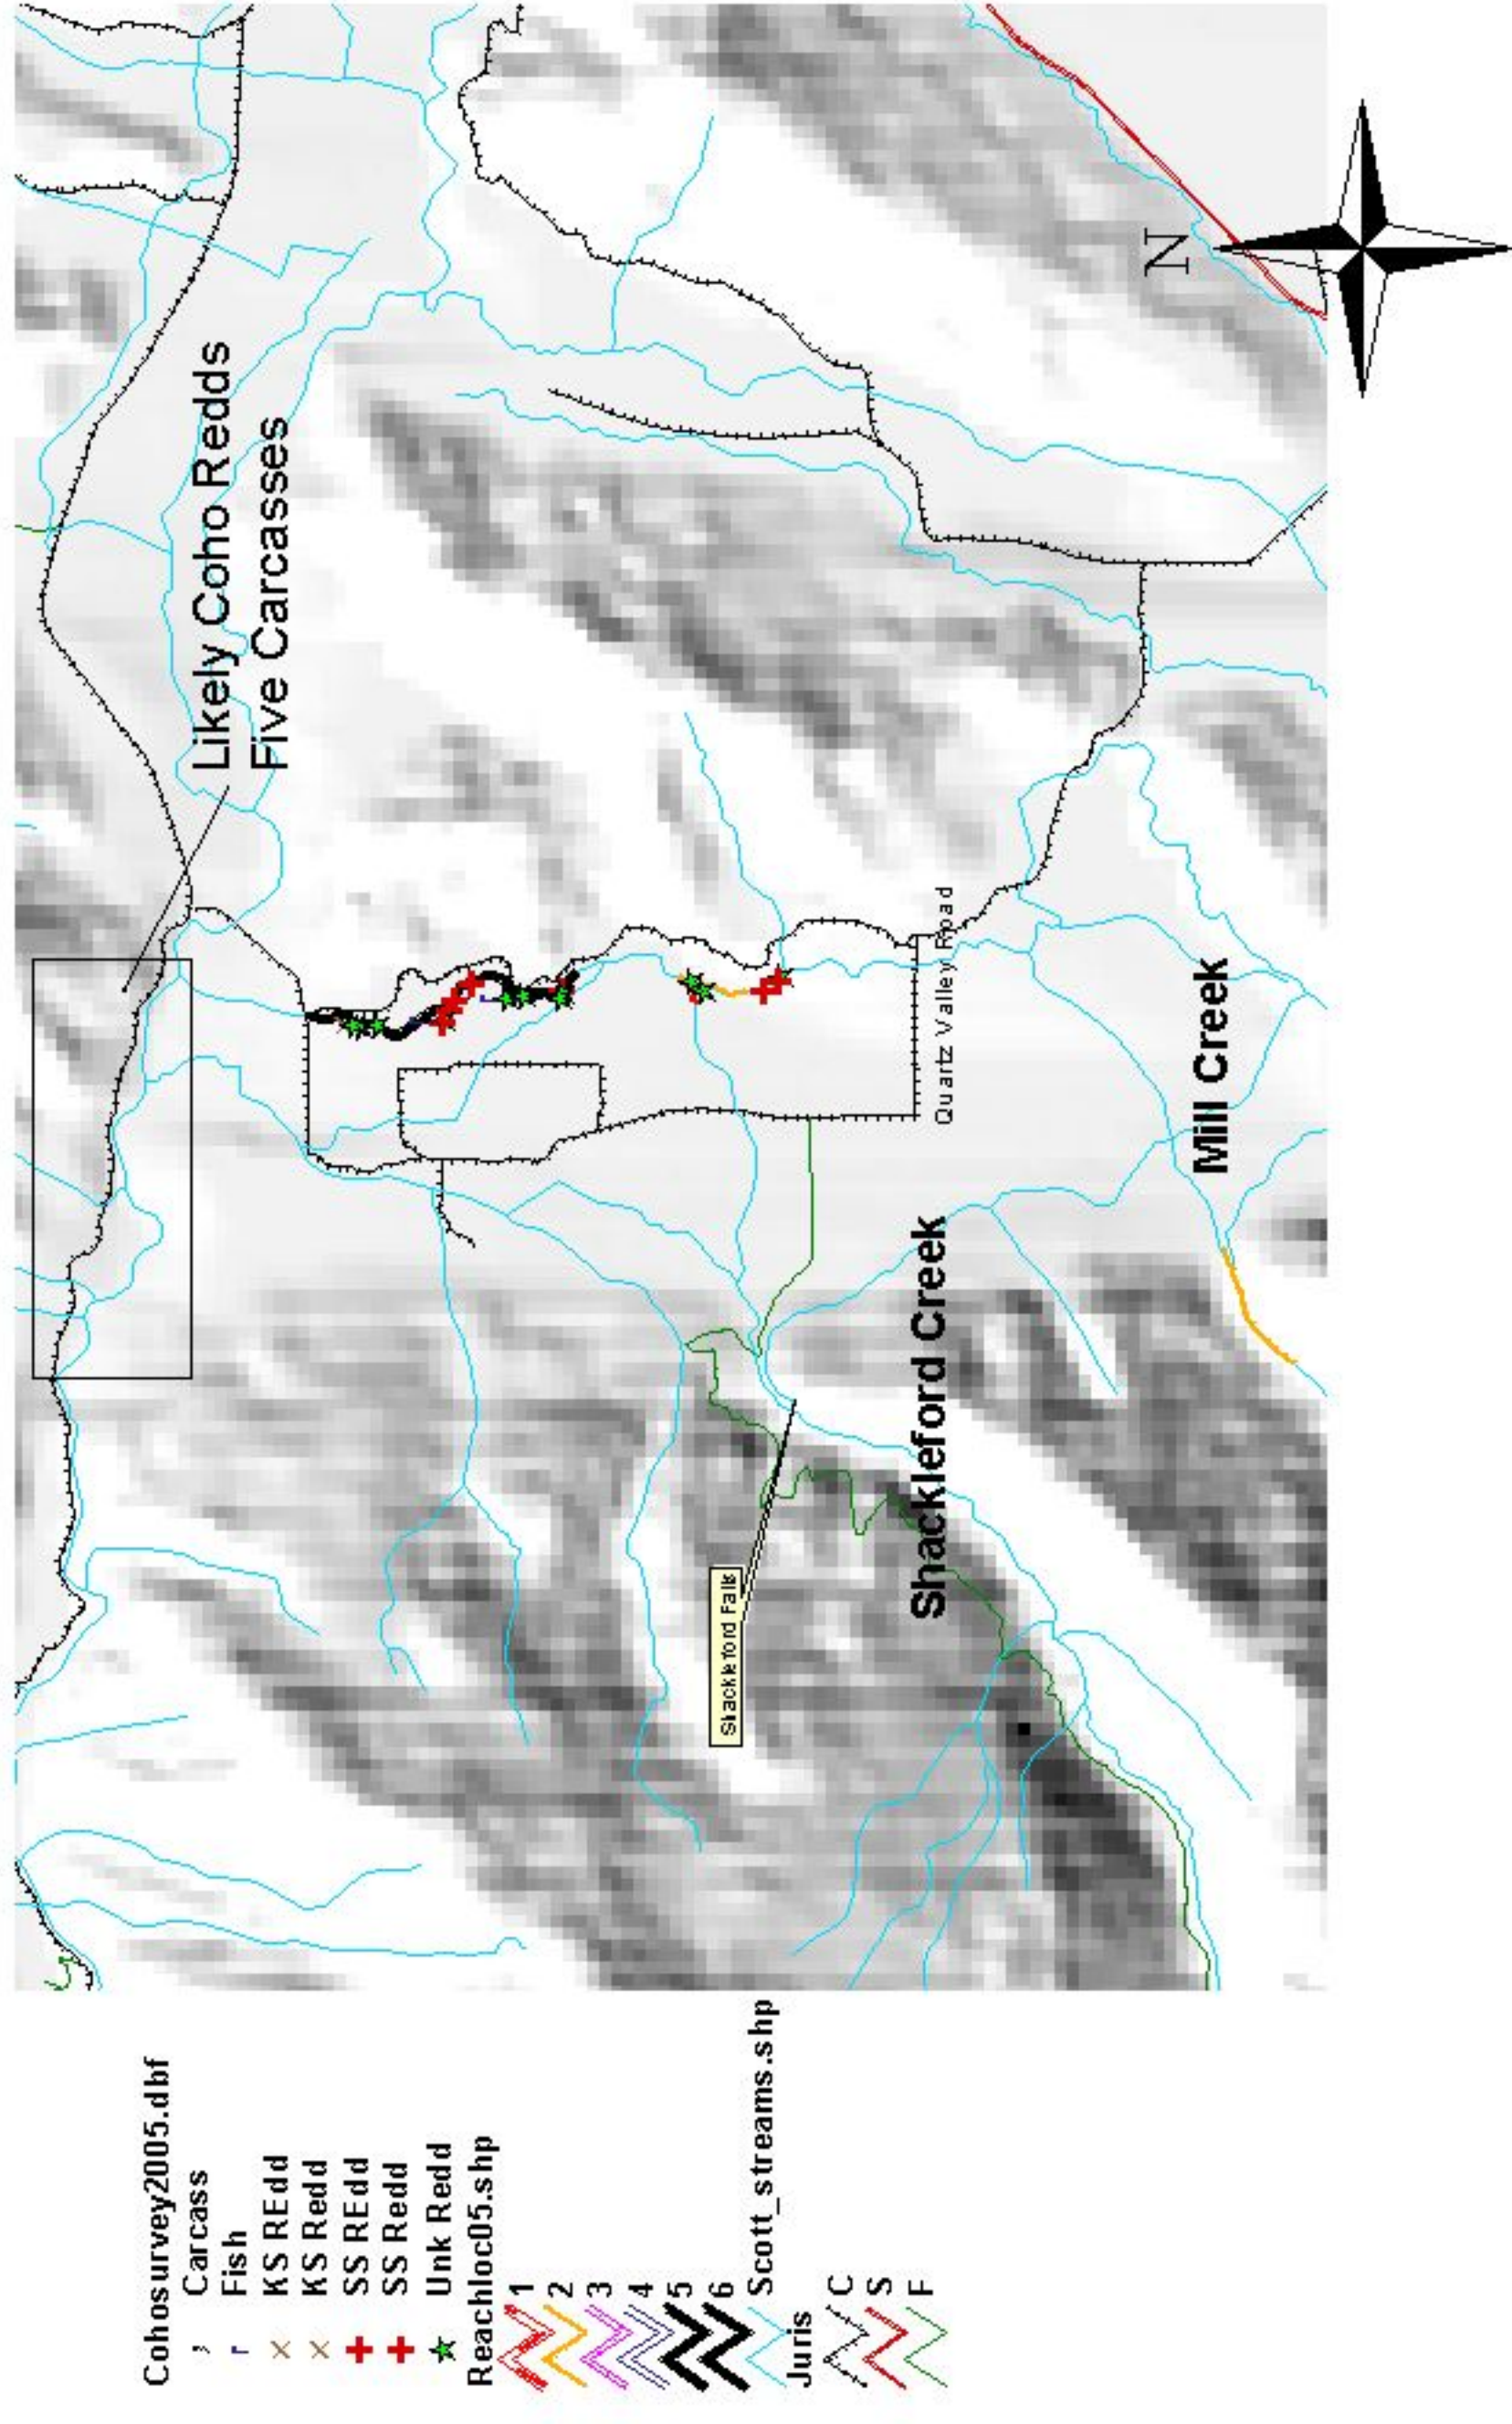 Likely Coho Redds
Five Carcasses
Quartz Valley Road
Mill Creek
Shackleford Creek
Shackleford Falls
N
Cohosurvey2005.dbf
Carcass
Fish
KS REdd
KS Redd
SS REdd
SS Redd
Unk Redd
Reachloc05.shp
1
2
3
4
5
6
Scott_streams.shp
Juris
C
S
F